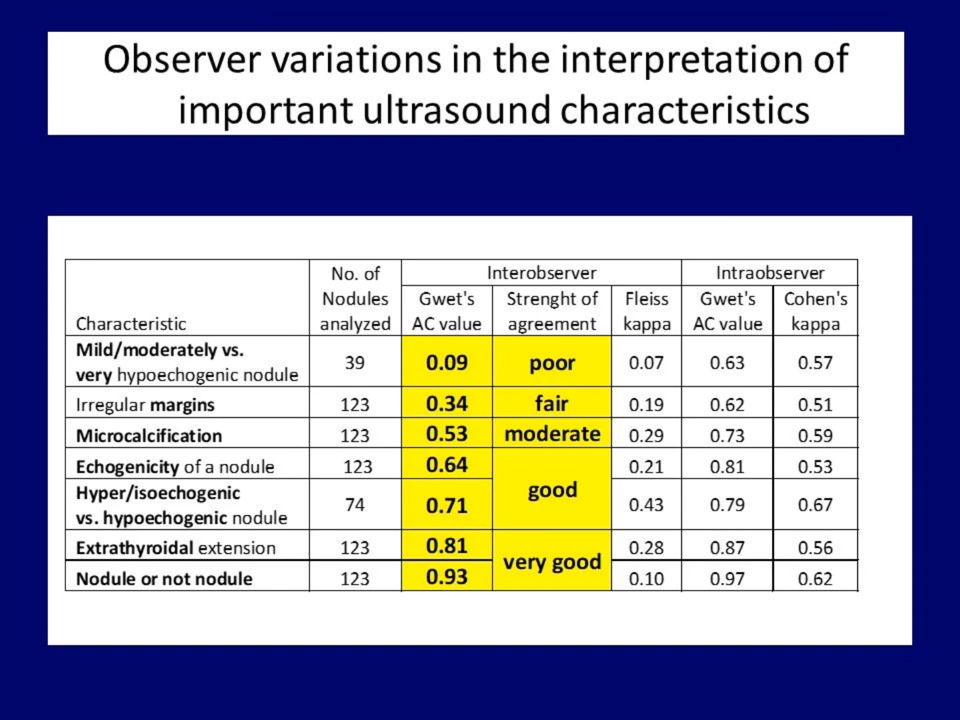 Observer variations in the interpretation of
important ultrasound characteristics
No. of Nodules analyzed
Interobserver
Intraobserver
Characteristic
Gwet's AC value
Strenght of agreement
Fleiss kappa
Gwet's AC value
Cohen's kappa
Mild/moderately vs.
very hypoechogenic nodule 39 0.09 poor 0.07 0.63 0.57
Irregular margins 123 0.34 fair 0.19 0.62 0.51
Microcalcification 123 0.53 moderate 0.29 0.73 0.59
Echogenicity of a nodule 123 0.64 good 0.21 0.81 0.53
Hyper/isoechogenic
vs. hypoechogenic nodule 74 0.71 0.43 0.79 0.67
Extrathyroidal extension 123 0.81 very good 0.28 0.87 0.56
Nodule or not nodule 123 0.93 0.10 0.97 0.62